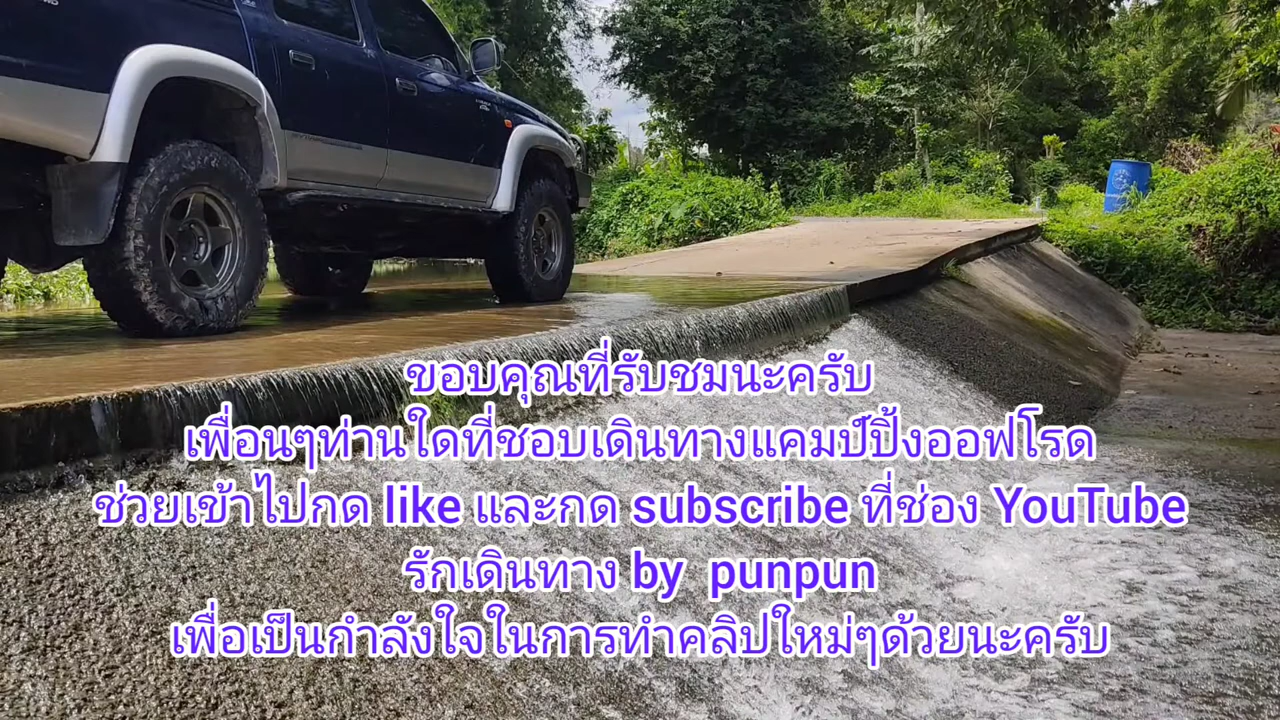 ขอบคุณที่รับชมนะครับ
เพื่อนๆท่านใดที่ชอบเดินทางแคมป์ปิ้งออฟโรด
ช่วยเข้าไปกด like และกด subscribe ที่ช่อง YouTube
รักเดินทาง by punpun
เพื่อเป็นกำลังใจในการทำคลิปใหม่ๆด้วยนะครับ